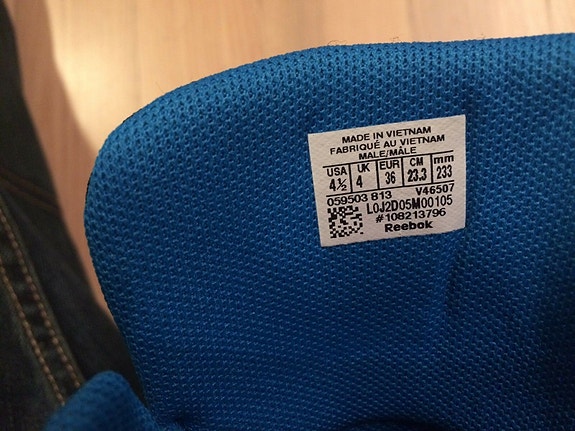 MADE IN VIETNAM
FABRIQUÉ AU VIETNAM
MALE/MÂLE
USA UK EUR CM mm
4½ 4 36 23.3 233
059503 813 V46507
L0J2D05M00105
#108213796
Reebok